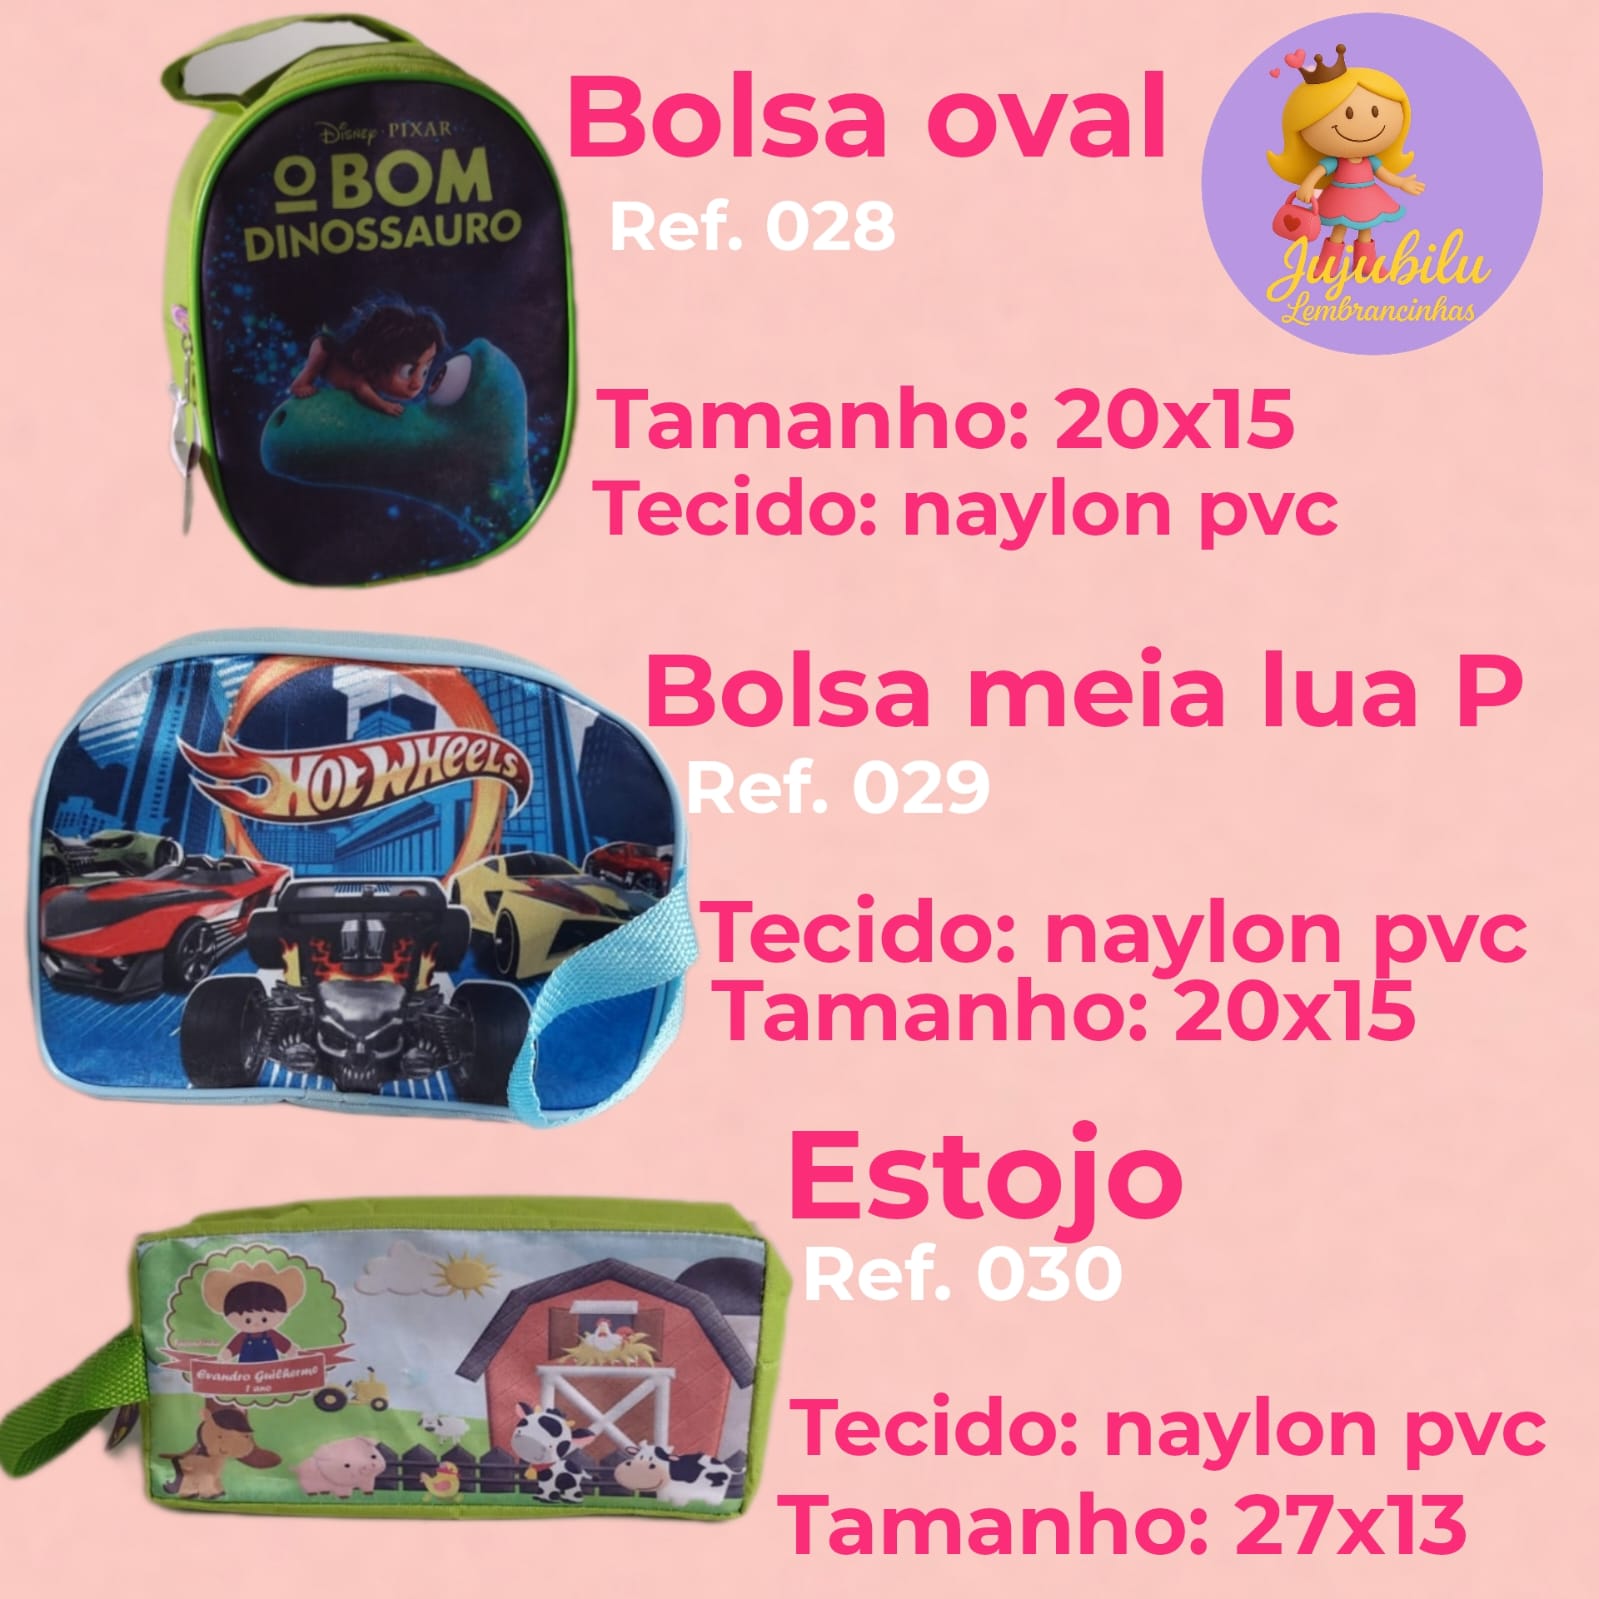 Bolsa oval
Ref. 028
Jujubilu
Lembrancinhas
Disney PIXAR
O BOM
DINOSSAURO
Tamanho: 20x15
Tecido: naylon pvc
Bolsa meia lua P
Ref. 029
HOT WHEELS
Tecido: naylon pvc
Tamanho: 20x15
Estojo
Ref. 030
Evandro Guilherme
1 ano
Tecido: naylon pvc
Tamanho: 27x13